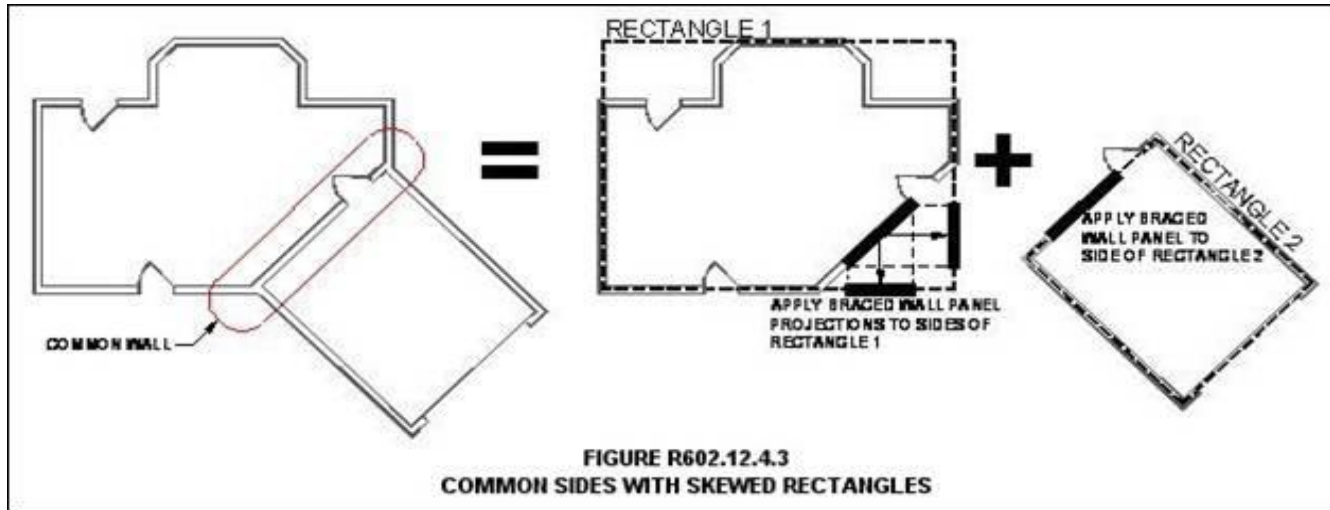 RECTANGLE 1
COMMON WALL
APPLY BRACED WALL PANEL
PROJECTIONS TO SIDES OF
RECTANGLE 1
RECTANGLE 2
APPLY BRACED
WALL PANEL TO
SIDE OF RECTANGLE 2
FIGURE R602.12.4.3
COMMON SIDES WITH SKEWED RECTANGLES